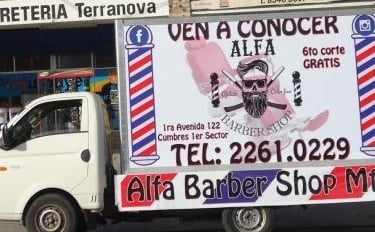 RETERIA Terranova
VEN A CONOCER
ALFA
6to corte
GRATIS
BARBER SHOP
1ra Avenida 122
Cumbres 1er Sector
TEL: 2261.0229
Alfa Barber Shop Mt